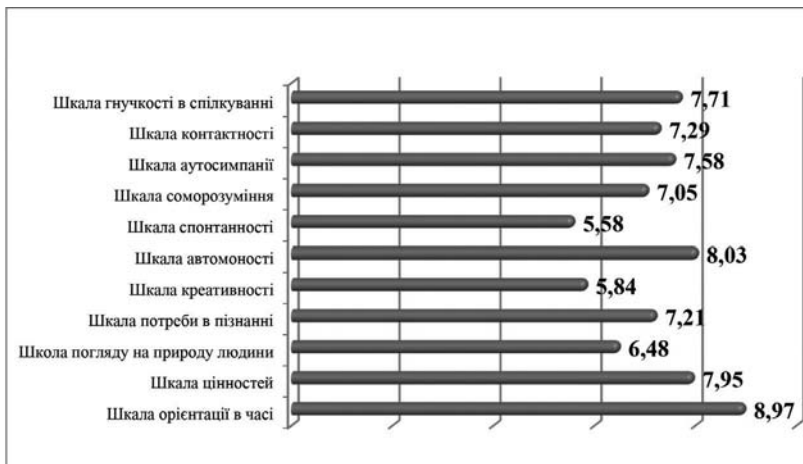 Шкала гнучкості в спілкуванні 7,71
Шкала контактності 7,29
Шкала аутосимпанії 7,58
Шкала соморозуміння 7,05
Шкала спонтанності 5,58
Шкала автомоності 8,03
Шкала креативності 5,84
Шкала потреби в пізнанні 7,21
Школа погляду на природу людини 6,48
Шкала цінностей 7,95
Шкала орієнтації в часі 8,97